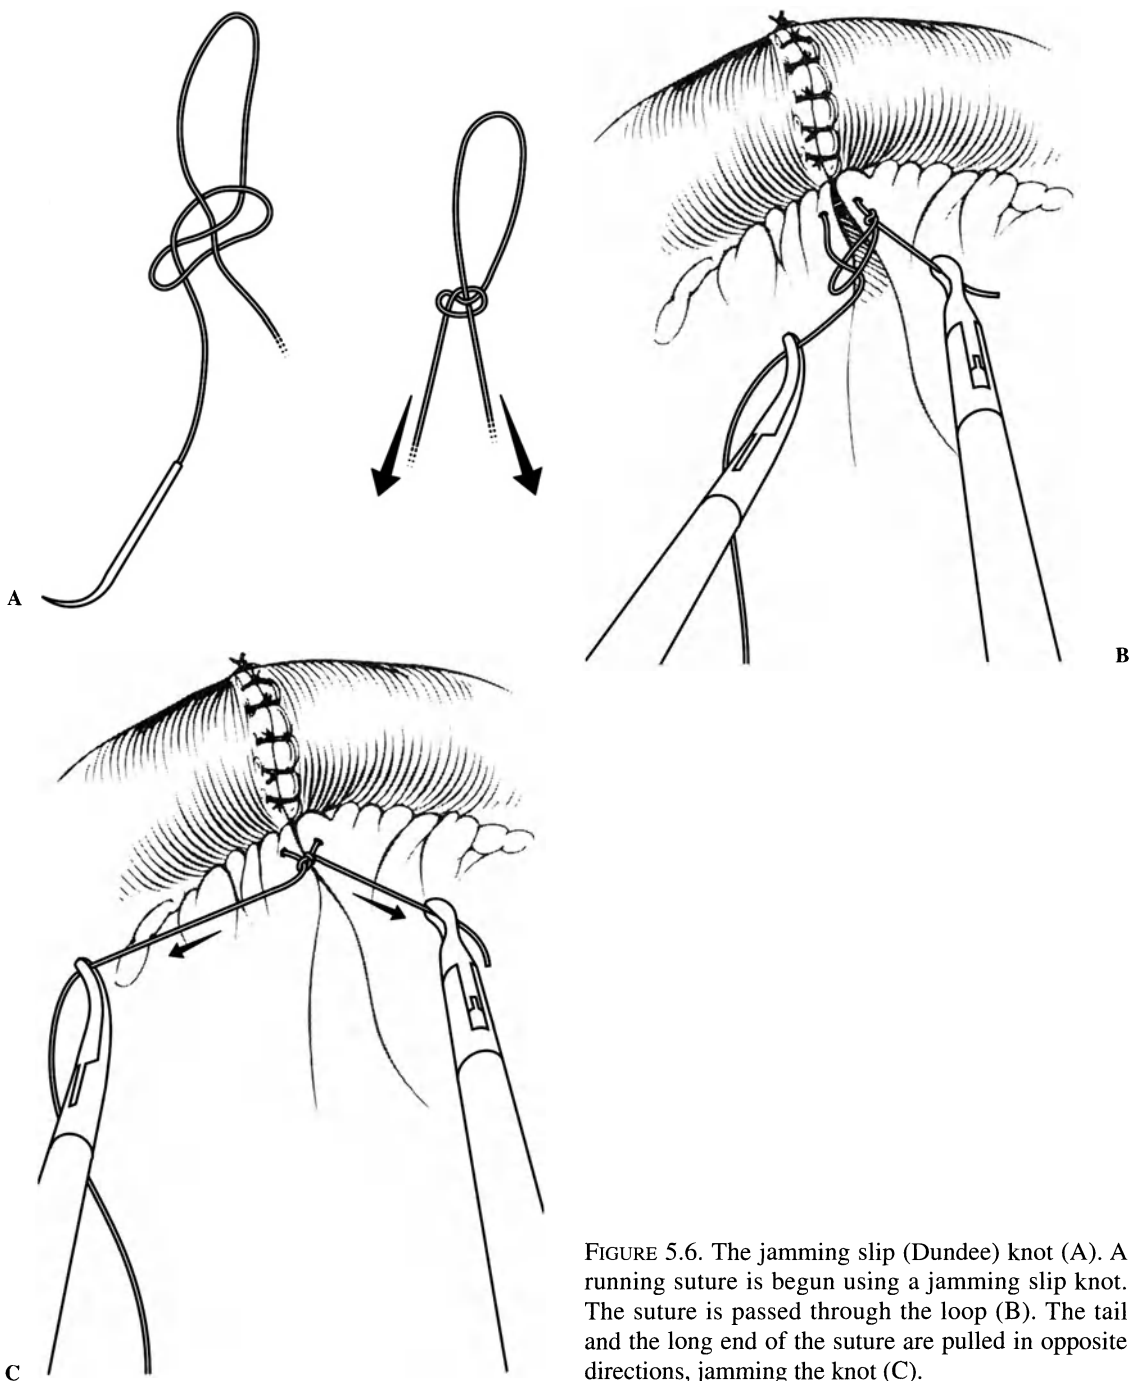 A
B
C
FIGURE 5.6. The jamming slip (Dundee) knot (A). A
running suture is begun using a jamming slip knot.
The suture is passed through the loop (B). The tail
and the long end of the suture are pulled in opposite
directions, jamming the knot (C).